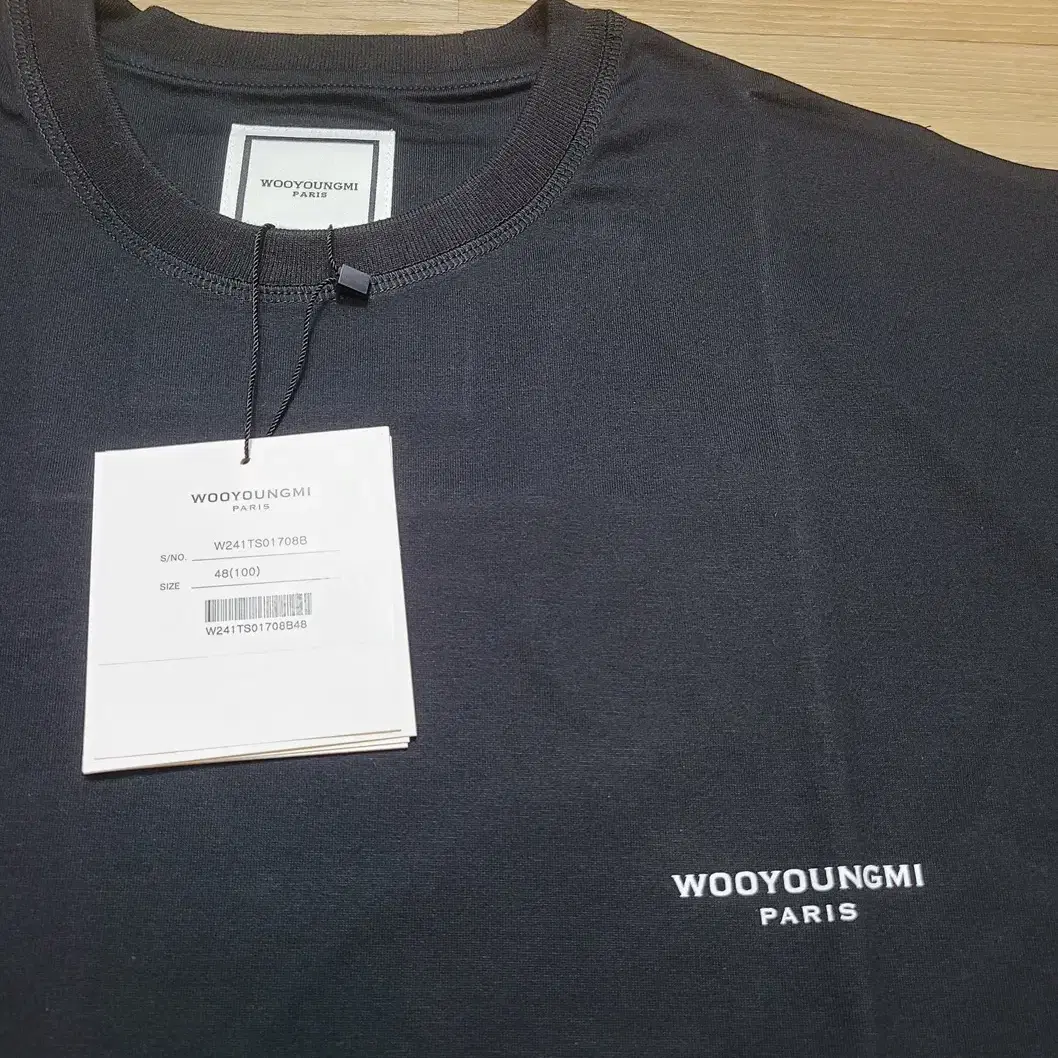 WOOYOUNGMI
PARIS
WOOYOUNGMI
PARIS
S/NO. W241TS01708B
SIZE 48(100)
W241TS01708B48
WOOYOUNGMI
PARIS